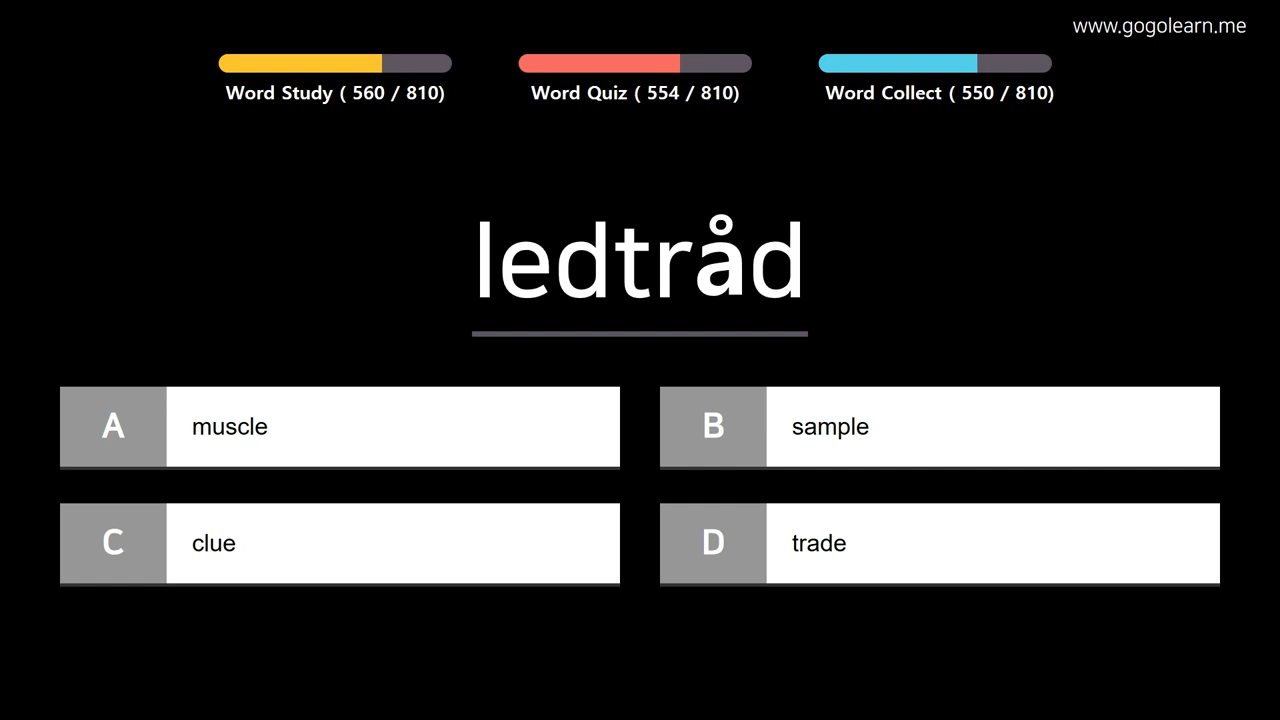 www.gogolearn.me
Word Study ( 560 / 810)
Word Quiz ( 554 / 810)
Word Collect ( 550 / 810)
ledtråd
A muscle
B sample
C clue
D trade